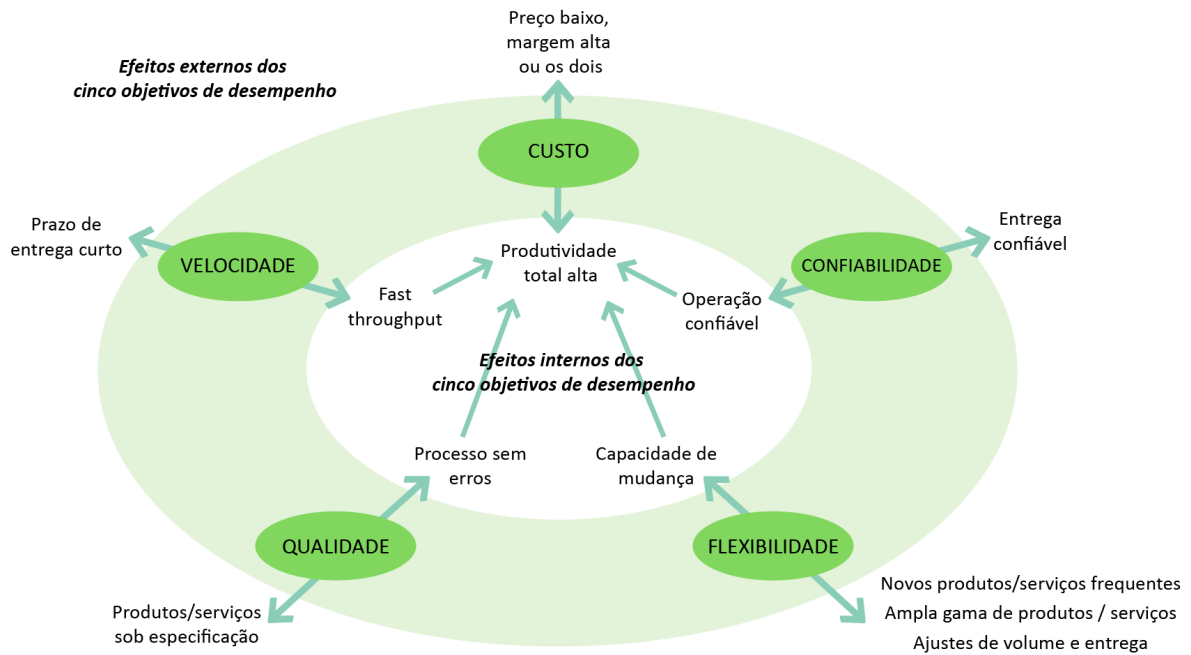 Preço baixo,
margem alta
ou os dois
Efeitos externos dos
cinco objetivos de desempenho
CUSTO
Prazo de
entrega curto
VELOCIDADE
Entrega
confiável
CONFIABILIDADE
Produtividade
total alta
Fast
throughput
Operação
confiável
Efeitos internos dos
cinco objetivos de desempenho
Processo sem
erros
Capacidade de
mudança
QUALIDADE
FLEXIBILIDADE
Produtos/serviços
sob especificação
Novos produtos/serviços frequentes
Ampla gama de produtos / serviços
Ajustes de volume e entrega